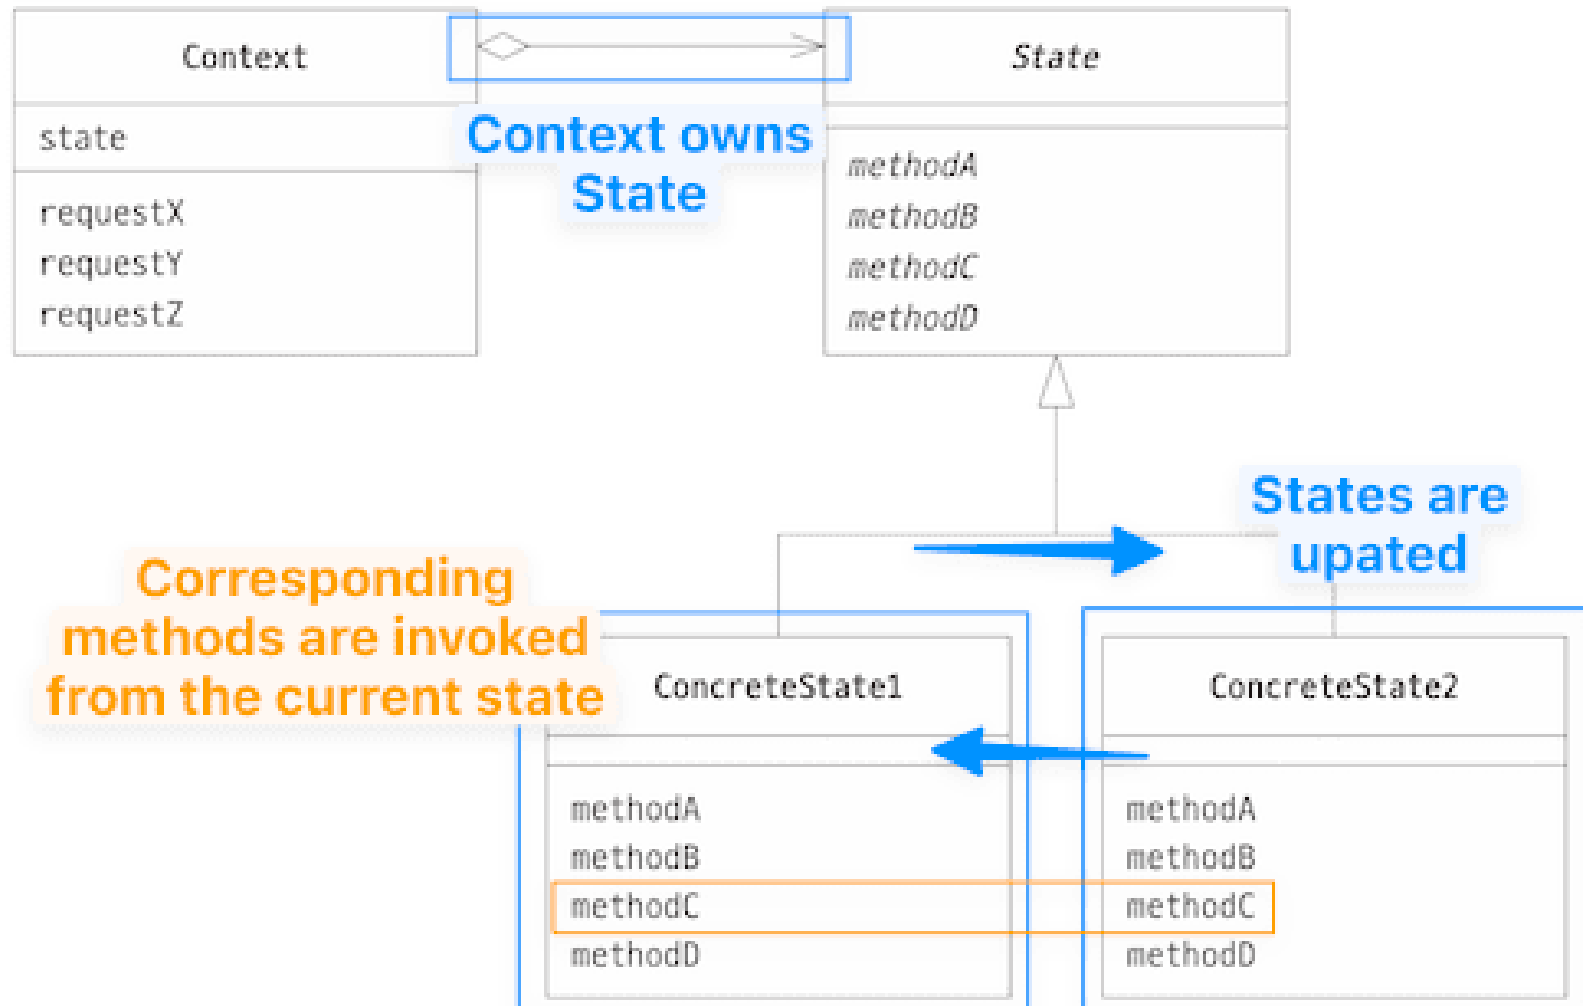 Context
state
requestX
requestY
requestZ
Context owns
State
State
methodA
methodB
methodC
methodD
States are
upated
Corresponding
methods are invoked
from the current state
ConcreteState1
methodA
methodB
methodC
methodD
ConcreteState2
methodA
methodB
methodC
methodD